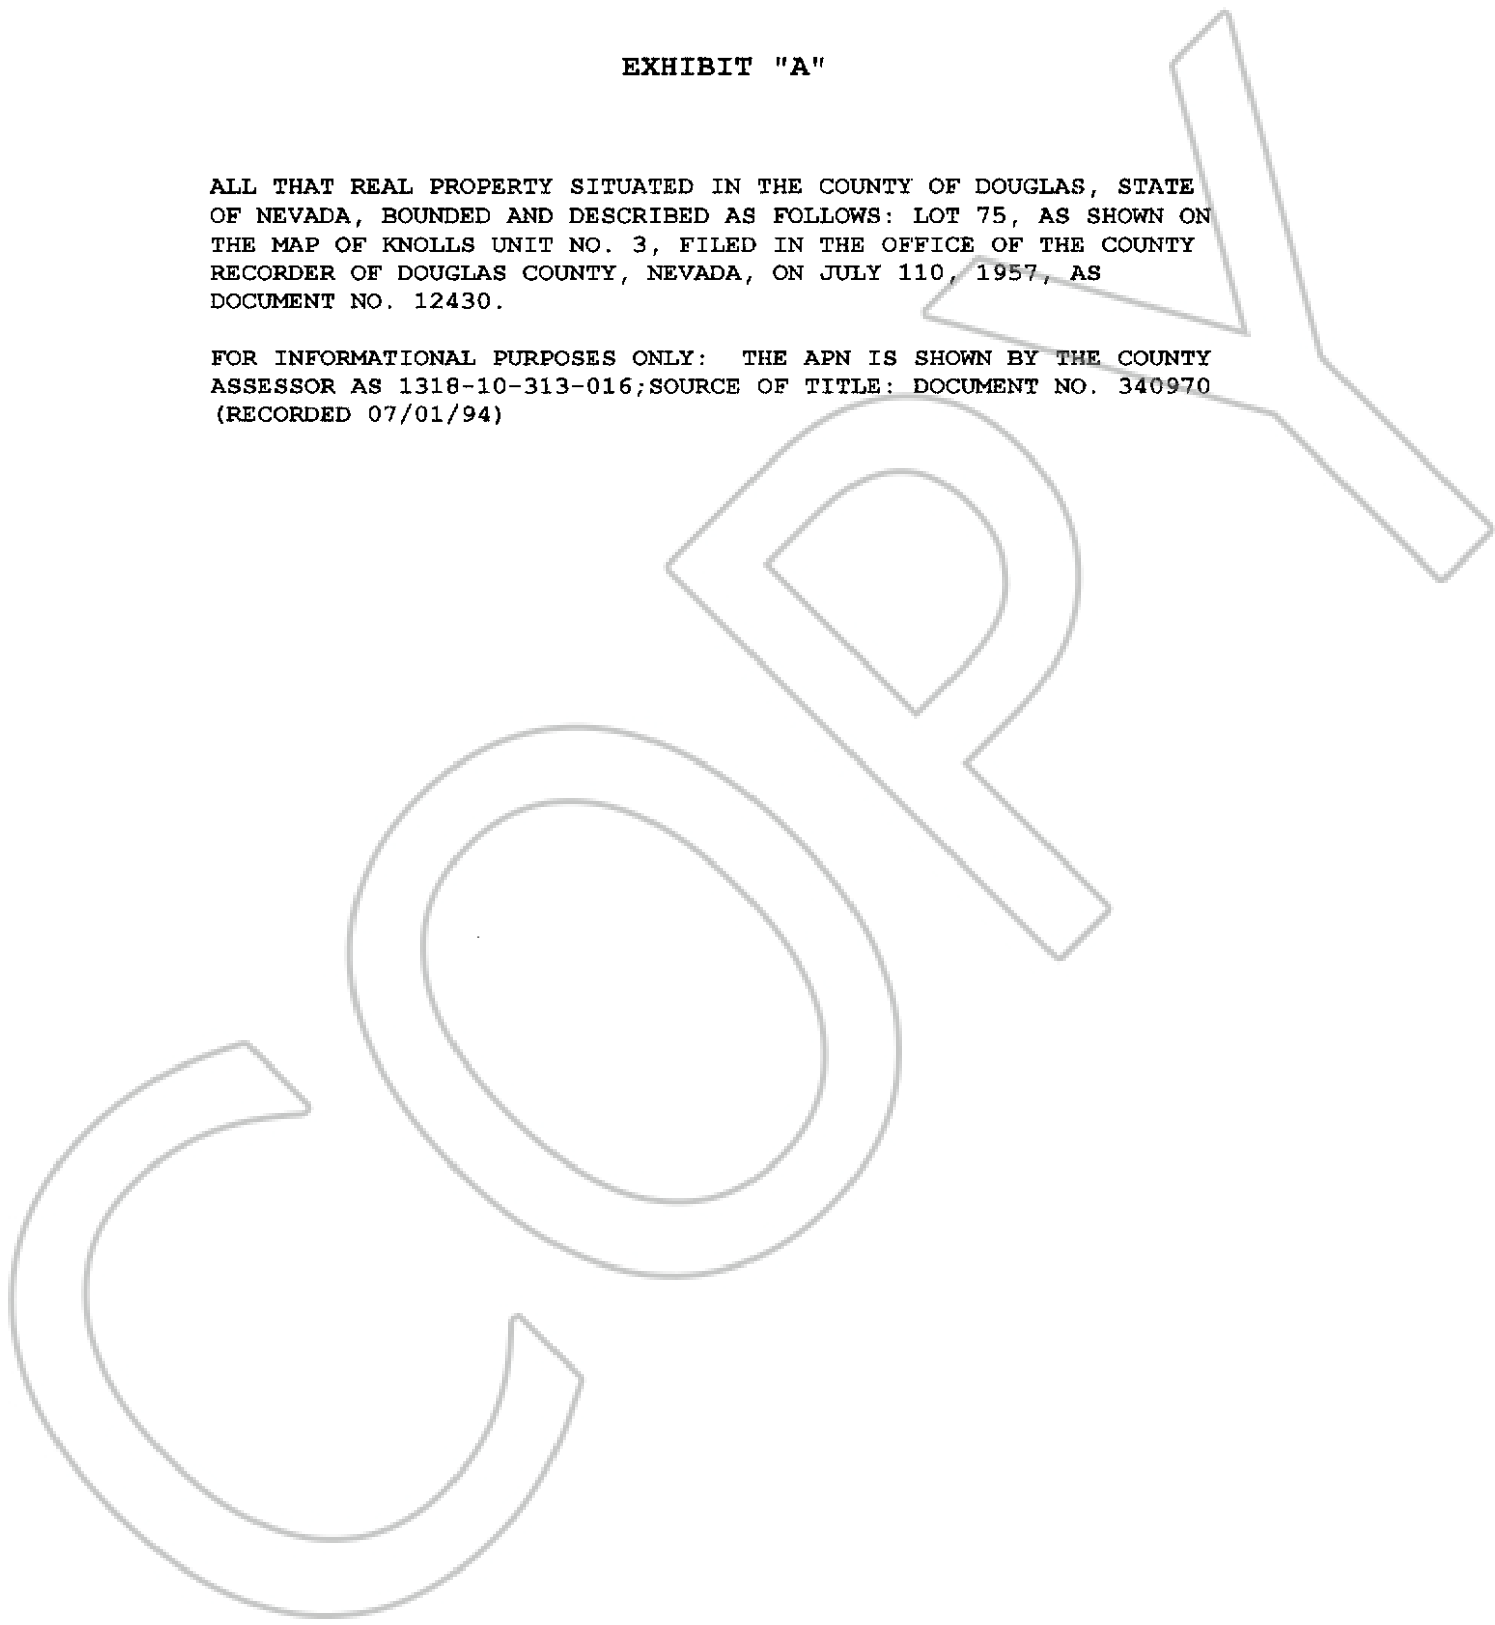 EXHIBIT "A"
ALL THAT REAL PROPERTY SITUATED IN THE COUNTY OF DOUGLAS, STATE
OF NEVADA, BOUNDED AND DESCRIBED AS FOLLOWS: LOT 75, AS SHOWN ON
THE MAP OF KNOLLS UNIT NO. 3, FILED IN THE OFFICE OF THE COUNTY
RECORDER OF DOUGLAS COUNTY, NEVADA, ON JULY 110, 1957, AS
DOCUMENT NO. 12430.
FOR INFORMATIONAL PURPOSES ONLY: THE APN IS SHOWN BY THE COUNTY
ASSESSOR AS 1318-10-313-016;SOURCE OF TITLE: DOCUMENT NO. 340970
(RECORDED 07/01/94)
COPY